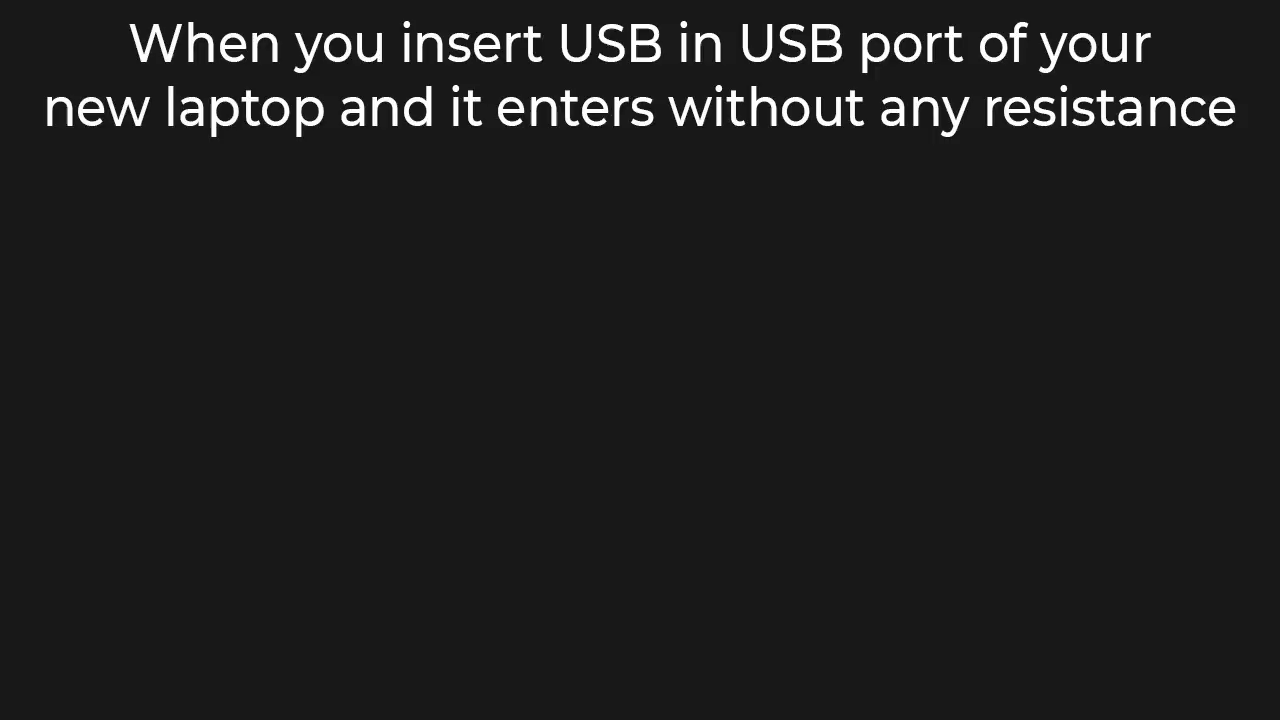 When you insert USB in USB port of your
new laptop and it enters without any resistance